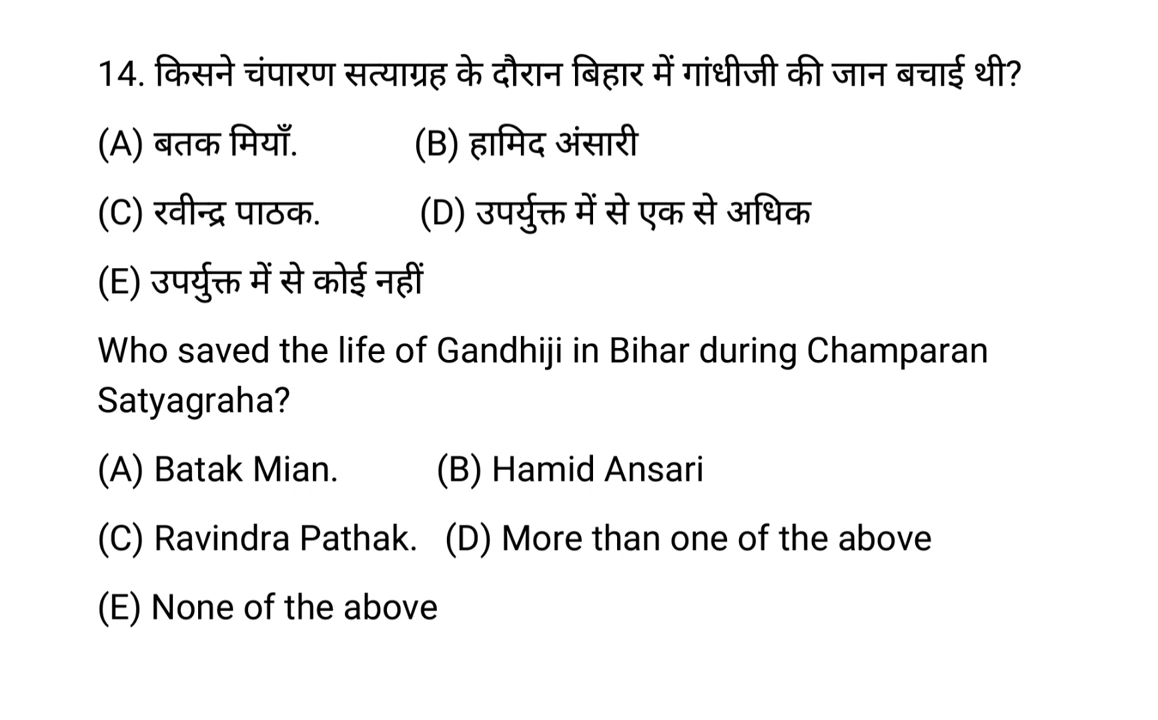 14. किसने चंपारण सत्याग्रह के दौरान बिहार में गांधीजी की जान बचाई थी?
(A) बतक मियाँ. (B) हामिद अंसारी
(C) रवीन्द्र पाठक. (D) उपर्युक्त में से एक से अधिक
(E) उपर्युक्त में से कोई नहीं
Who saved the life of Gandhiji in Bihar during Champaran
Satyagraha?
(A) Batak Mian. (B) Hamid Ansari
(C) Ravindra Pathak. (D) More than one of the above
(E) None of the above